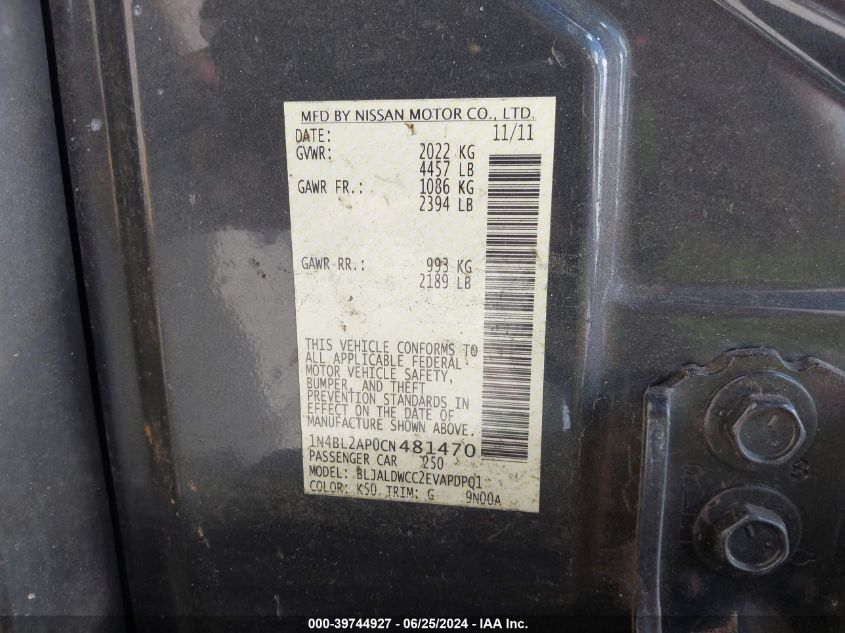 MFD BY NISSAN MOTOR CO., LTD.
DATE: 11/11
GVWR: 2022 KG
4457 LB
GAWR FR.: 1086 KG
2394 LB
GAWR RR.: 993 KG
2189 LB
THIS VEHICLE CONFORMS TO
ALL APPLICABLE FEDERAL
MOTOR VEHICLE SAFETY,
BUMPER, AND THEFT
PREVENTION STANDARDS IN
EFFECT ON THE DATE OF
MANUFACTURE SHOWN ABOVE.
1N4BL2AP0CN481470
PASSENGER CAR 250
MODEL: BLJALDWCC2EVAPDPQ1
COLOR: K50 TRIM: G 9N00A
000-39744927 - 06/25/2024 - IAA Inc.